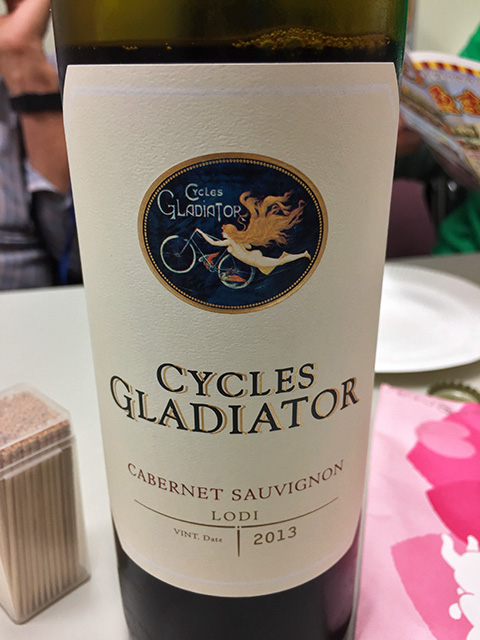 CYCLES
GLADIATOR
CYCLES
GLADIATOR
CABERNET SAUVIGNON
LODI
VINT. Date 2013